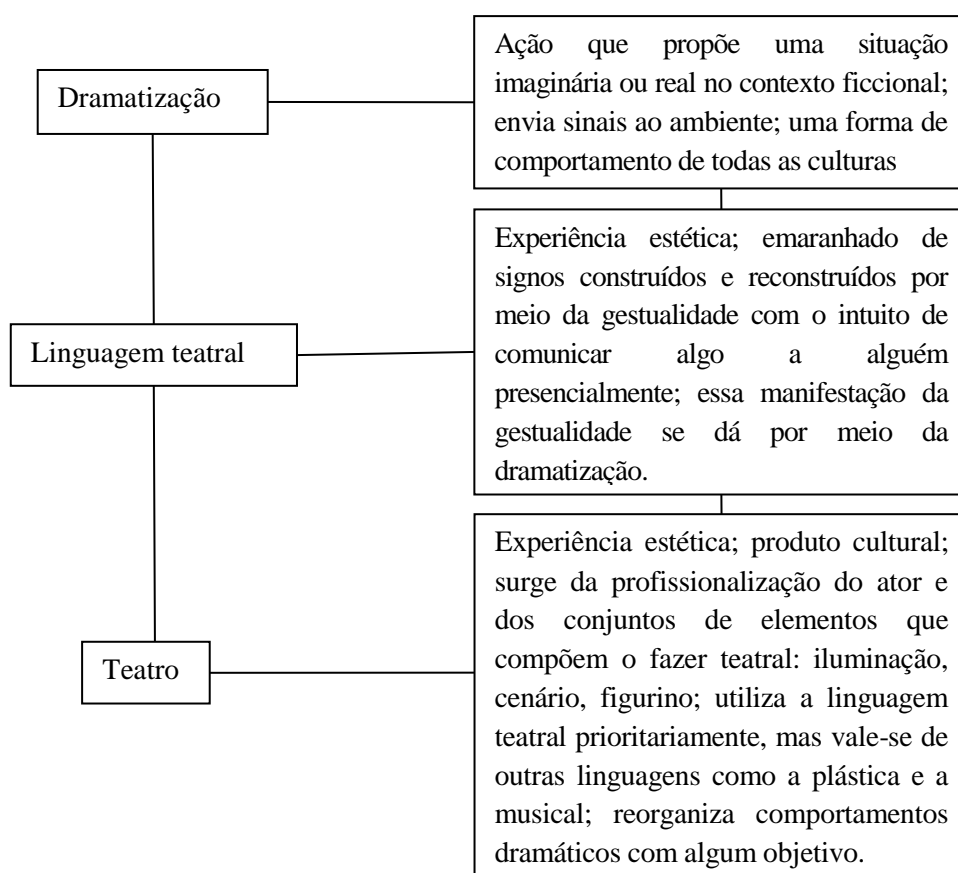 Dramatização
Ação que propõe uma situação
imaginária ou real no contexto ficcional;
envia sinais ao ambiente; uma forma de
comportamento de todas as culturas
Linguagem teatral
Experiência estética; emaranhado de
signos construídos e reconstruídos por
meio da gestualidade com o intuito de
comunicar algo a alguém
presencialmente; essa manifestação da
gestualidade se dá por meio da
dramatização.
Teatro
Experiência estética; produto cultural;
surge da profissionalização do ator e
dos conjuntos de elementos que
compõem o fazer teatral: iluminação,
cenário, figurino; utiliza a linguagem
teatral prioritariamente, mas vale-se de
outras linguagens como a plástica e a
musical; reorganiza comportamentos
dramáticos com algum objetivo.